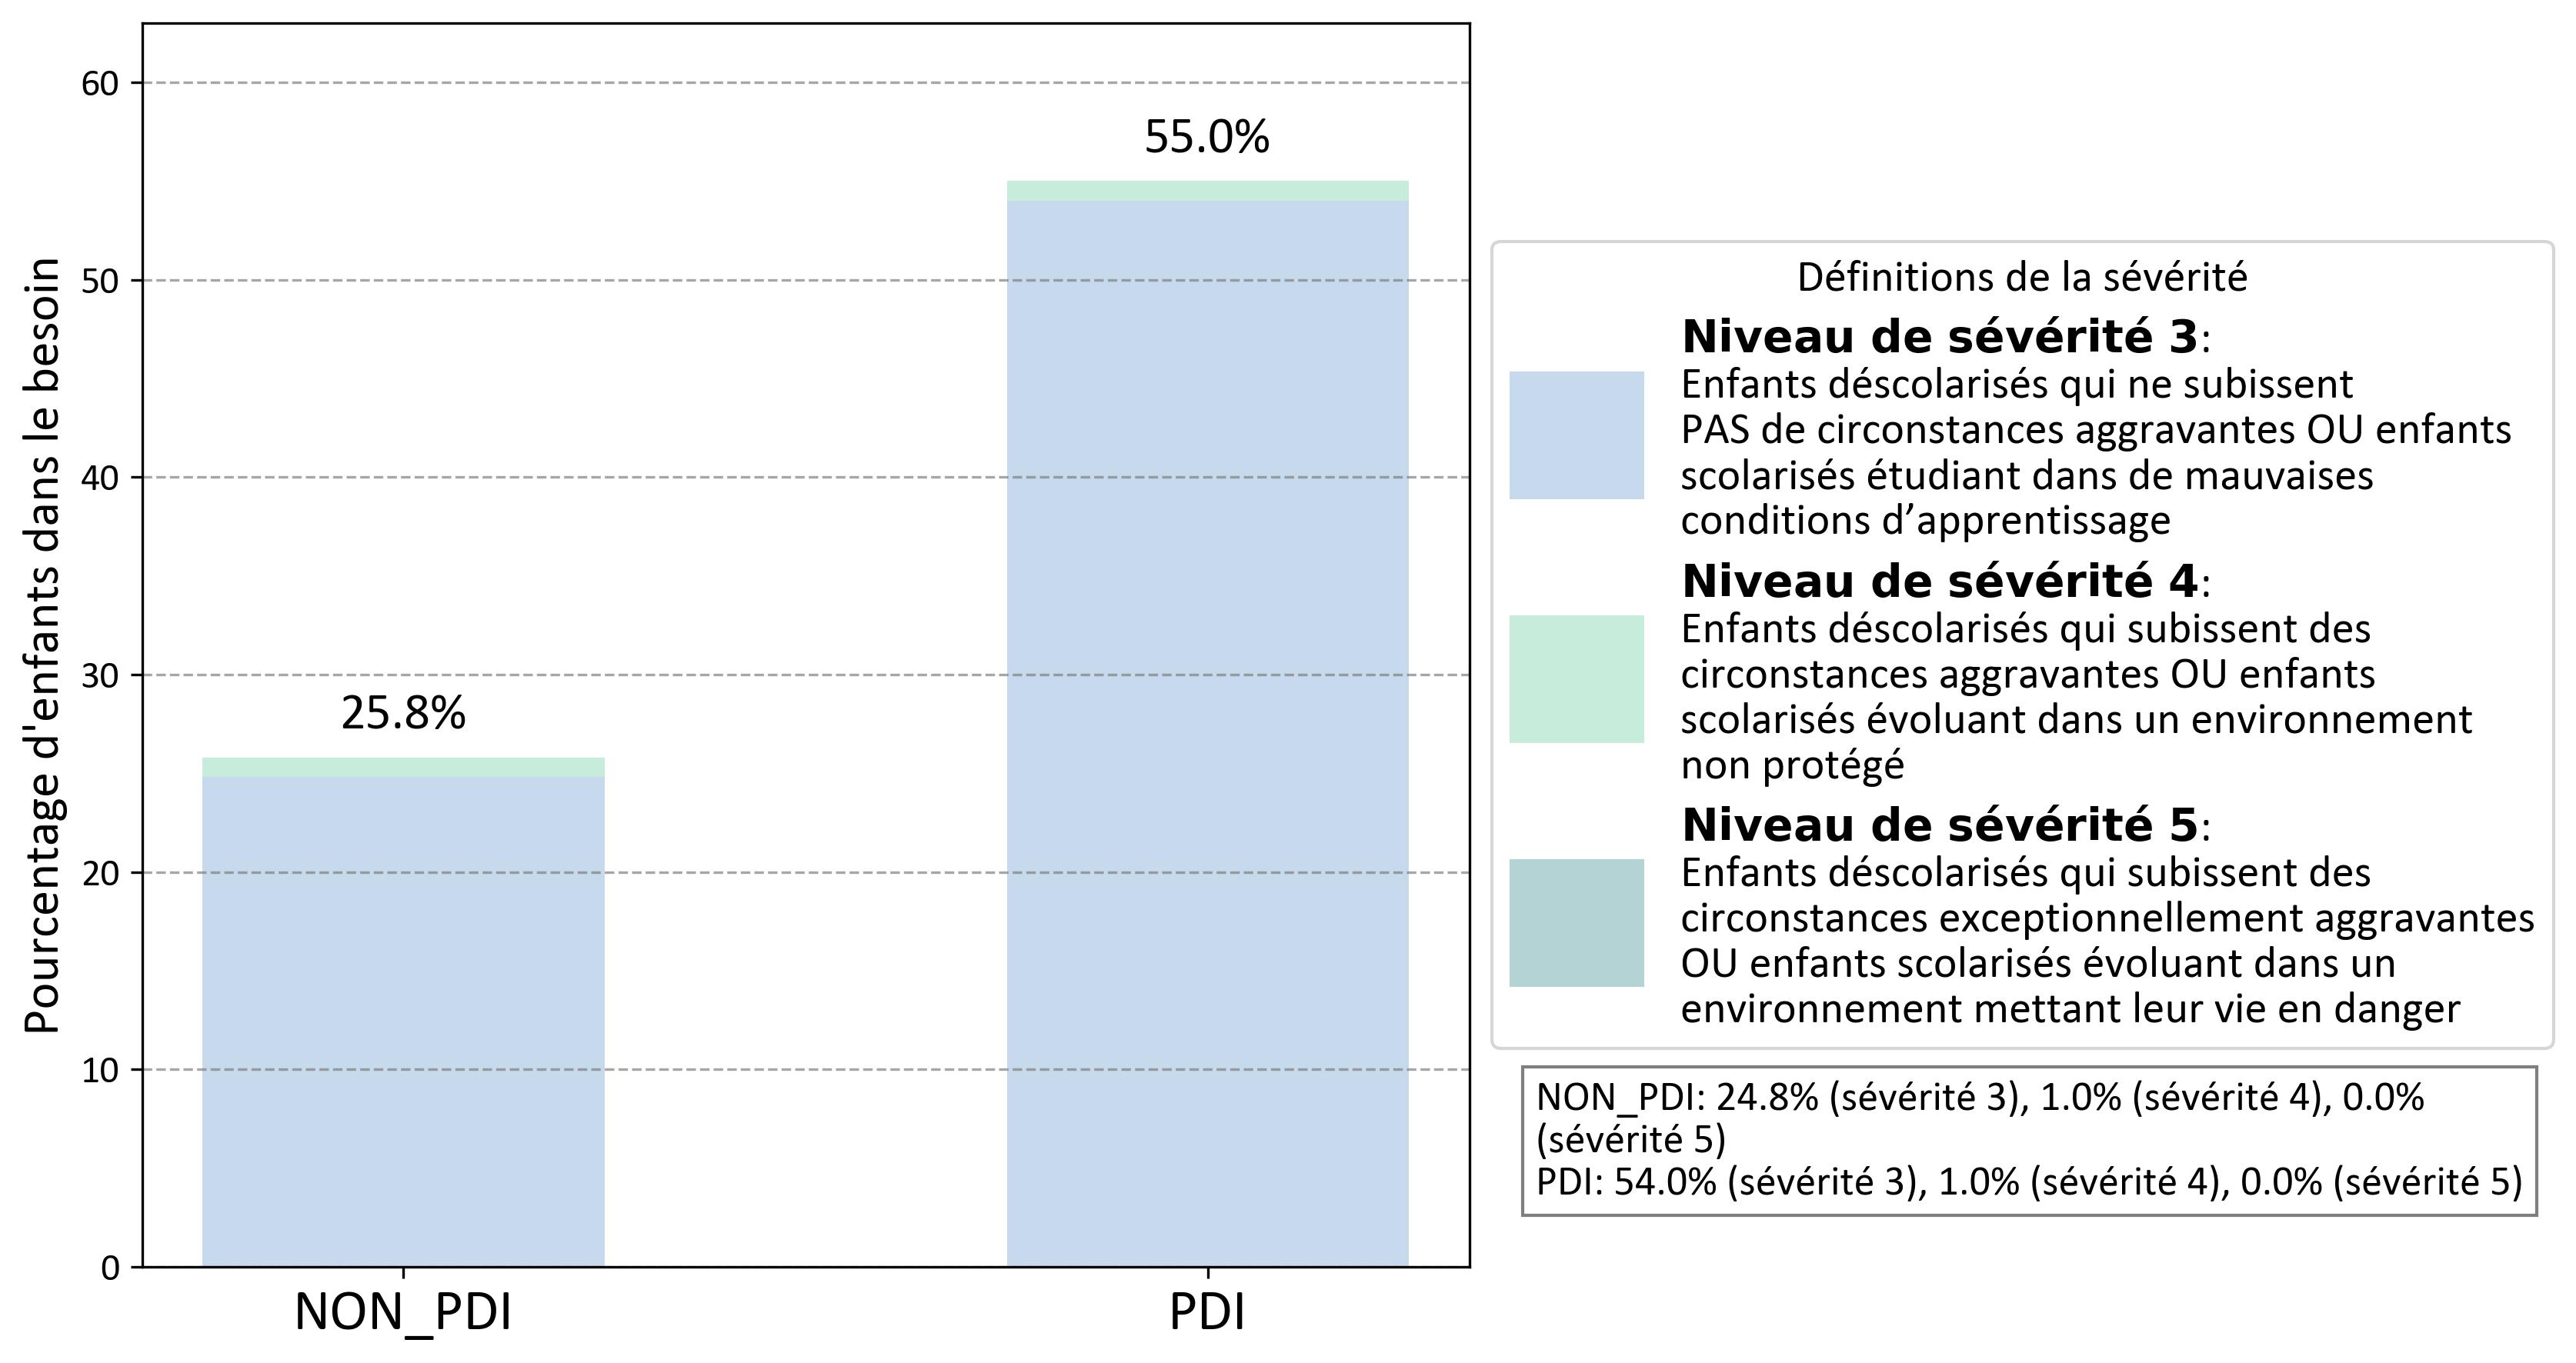 Pourcentage d'enfants dans le besoin
60
50
40
30
20
10
0
25.8%
55.0%
NON_PDI
PDI
Définitions de la sévérité
Niveau de sévérité 3:
Enfants déscolarisés qui ne subissent
PAS de circonstances aggravantes OU enfants
scolarisés étudiant dans de mauvaises
conditions d’apprentissage
Niveau de sévérité 4:
Enfants déscolarisés qui subissent des
circonstances aggravantes OU enfants
scolarisés évoluant dans un environnement
non protégé
Niveau de sévérité 5:
Enfants déscolarisés qui subissent des
circonstances exceptionnellement aggravantes
OU enfants scolarisés évoluant dans un
environnement mettant leur vie en danger
NON_PDI: 24.8% (sévérité 3), 1.0% (sévérité 4), 0.0%
(sévérité 5)
PDI: 54.0% (sévérité 3), 1.0% (sévérité 4), 0.0% (sévérité 5)